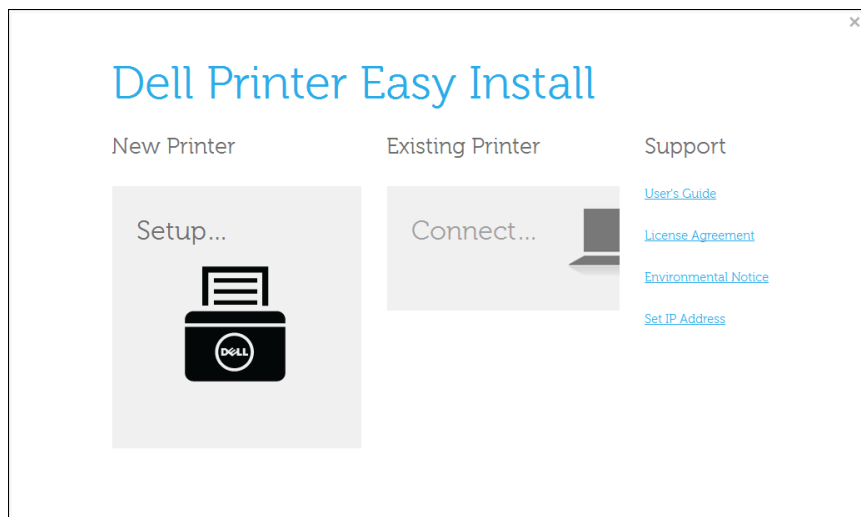 Dell Printer Easy Install
New Printer
Setup...
DELL
Existing Printer
Connect...
Support
User's Guide
License Agreement
Environmental Notice
Set IP Address